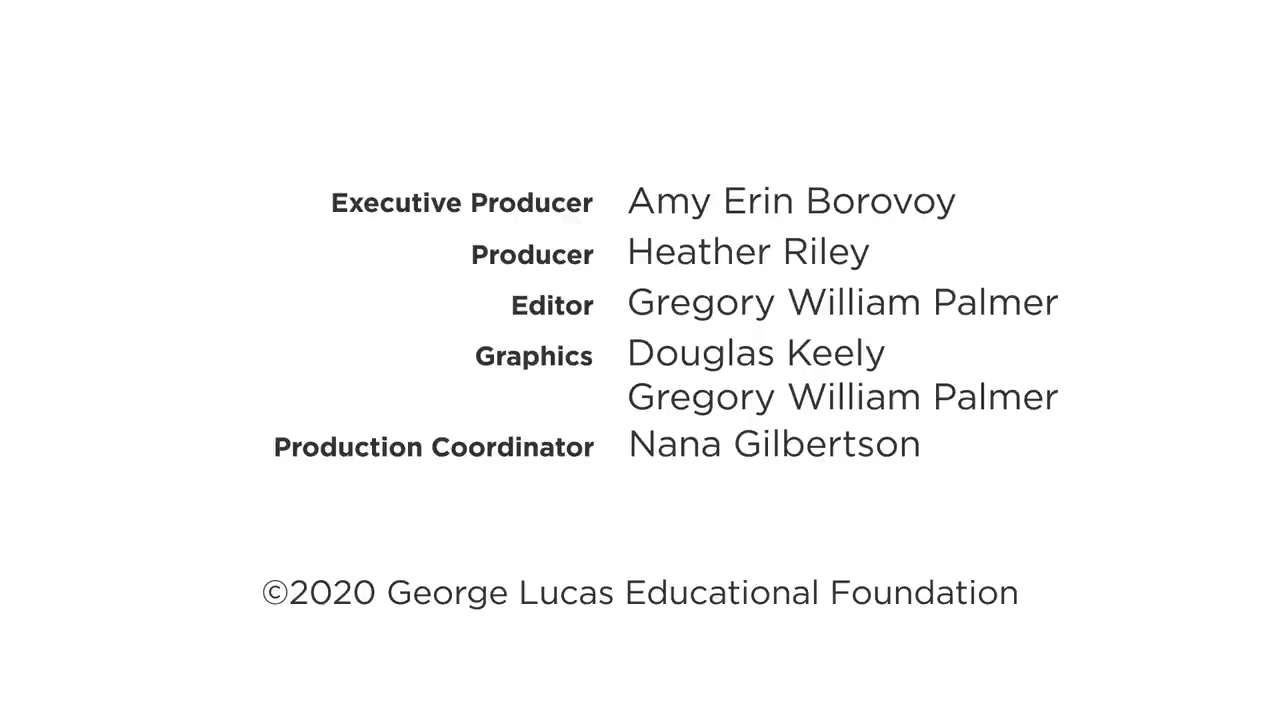 Executive Producer Amy Erin Borovoy
Producer Heather Riley
Editor Gregory William Palmer
Graphics Douglas Keely
Gregory William Palmer
Production Coordinator Nana Gilbertson
©2020 George Lucas Educational Foundation